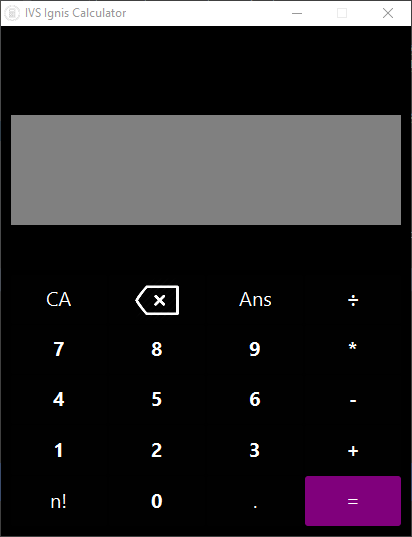 IVS Ignis Calculator
CA Ans ÷
7 8 9 *
4 5 6 -
1 2 3 +
n! 0 . =